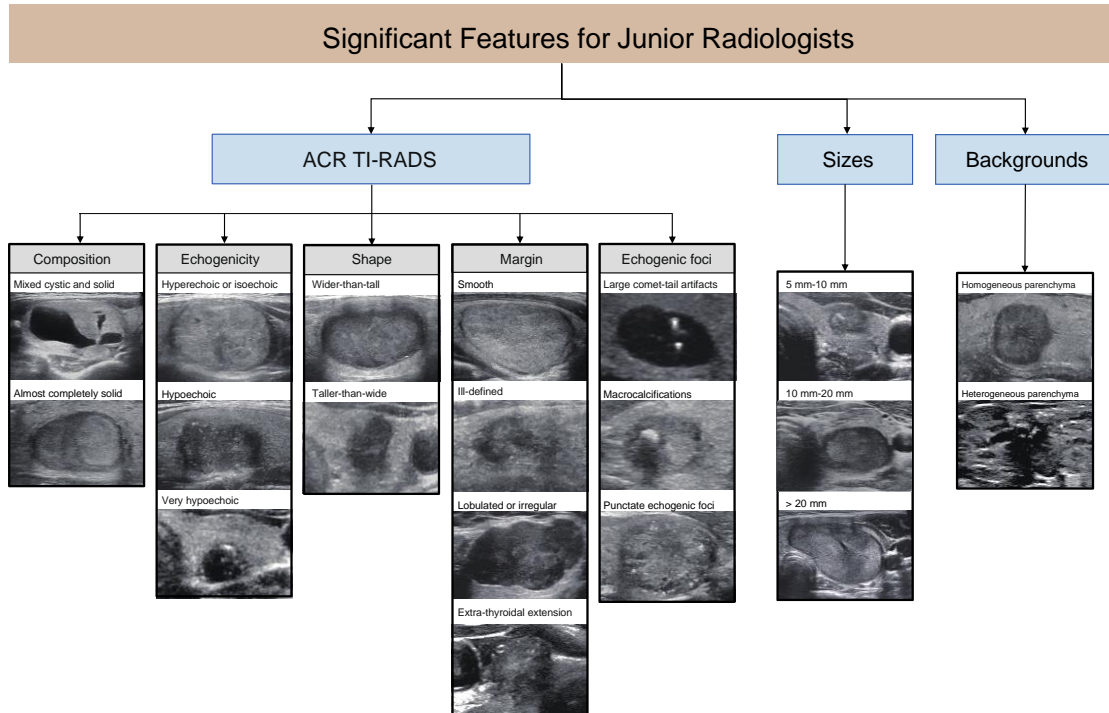 Significant Features for Junior Radiologists
ACR TI-RADS
Sizes
Backgrounds
Composition
Mixed cystic and solid
Almost completely solid
Echogenicity
Hyperechoic or isoechoic
Hypoechoic
Very hypoechoic
Shape
Wider-than-tall
Taller-than-wide
Margin
Smooth
Ill-defined
Lobulated or irregular
Extra-thyroidal extension
Echogenic foci
Large comet-tail artifacts
Macrocalcifications
Punctate echogenic foci
5 mm-10 mm
10 mm-20 mm
> 20 mm
Homogeneous parenchyma
Heterogeneous parenchyma